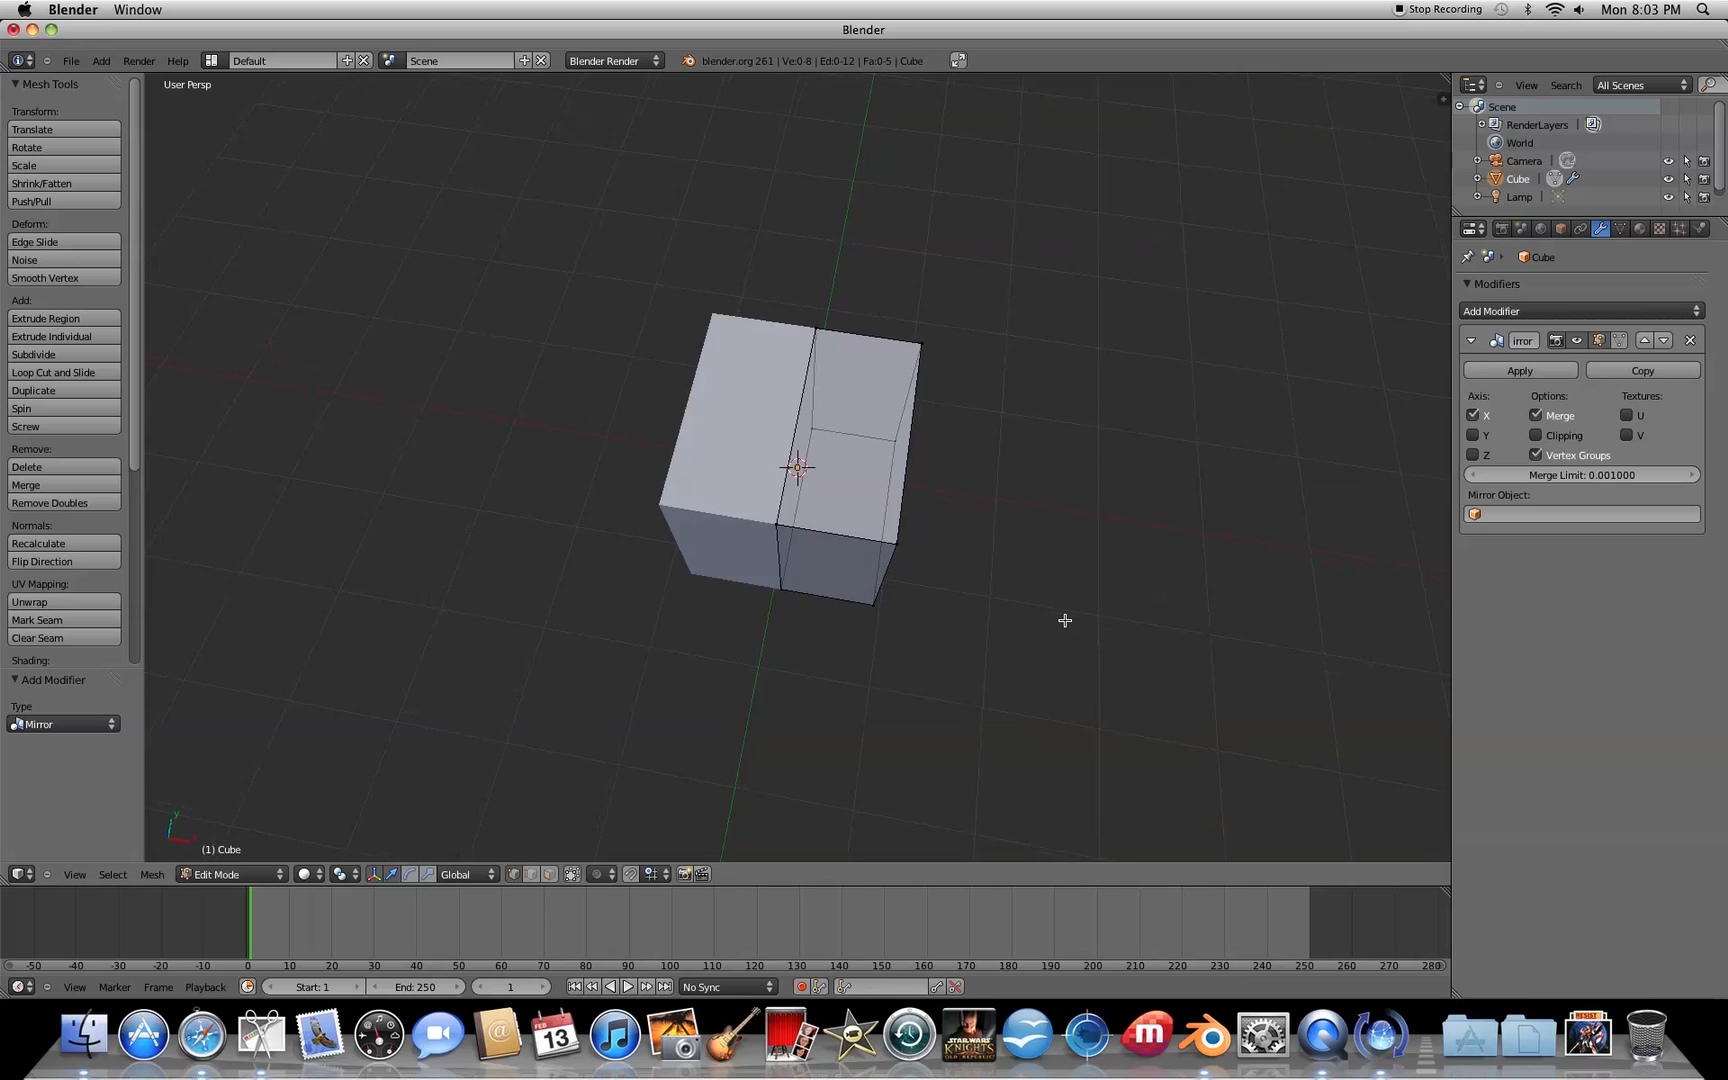 Blender Window Stop Recording Mon 8:03 PM
Blender
File Add Render Help Default Scene Blender Render blender.org 261 | Ve:0-8 | Ed:0-12 | Fa:0-5 | Cube
Mesh Tools
Transform:
Translate
Rotate
Scale
Shrink/Fatten
Push/Pull
Deform:
Edge Slide
Noise
Smooth Vertex
Add:
Extrude Region
Extrude Individual
Subdivide
Loop Cut and Slide
Duplicate
Spin
Screw
Remove:
Delete
Merge
Remove Doubles
Normals:
Recalculate
Flip Direction
UV Mapping:
Unwrap
Mark Seam
Clear Seam
Shading:
Add Modifier
Type
Mirror
User Persp
y
(1) Cube
View Search All Scenes
Scene
RenderLayers
World
Camera
Cube
Lamp
Cube
Modifiers
Add Modifier
irror
Apply Copy
Axis: Options: Textures:
X Merge U
Y Clipping V
Z Vertex Groups
Merge Limit: 0.001000
Mirror Object:
View Select Mesh Edit Mode Global
-50 -40 -30 -20 -10 0 10 20 30 40 50 60 70 80 90 100 110 120 130 140 150 160 170 180 190 200 210 220 230 240 250 260 270 280
View Marker Frame Playback Start: 1 End: 250 1 No Sync
FEB
13
STAR WARS
KNIGHTS
OLD REPUBLIC
m
RESIST